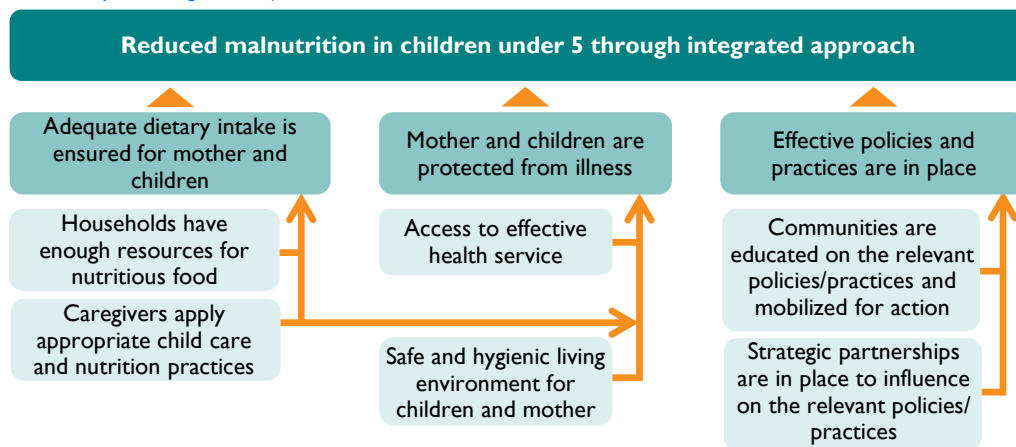 Reduced malnutrition in children under 5 through integrated approach
Adequate dietary intake is
ensured for mother and
children
Households have
enough resources for
nutritious food
Caregivers apply
appropriate child care
and nutrition practices
Mother and children are
protected from illness
Access to effective
health service
Safe and hygienic living
environment for
children and mother
Effective policies and
practices are in place
Communities are
educated on the relevant
policies/practices and
mobilized for action
Strategic partnerships
are in place to influence
on the relevant policies/
practices